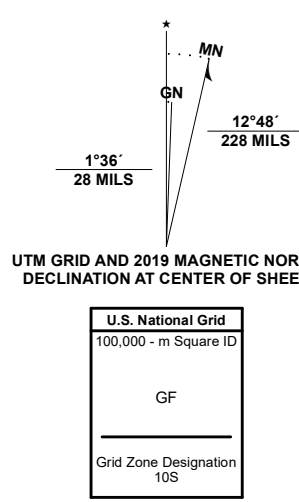 ★
MN
GN
12°48´
228 MILS
1°36´
28 MILS
UTM GRID AND 2019 MAGNETIC NOR
DECLINATION AT CENTER OF SHEE
U.S. National Grid
100,000 - m Square ID
GF
Grid Zone Designation
10S